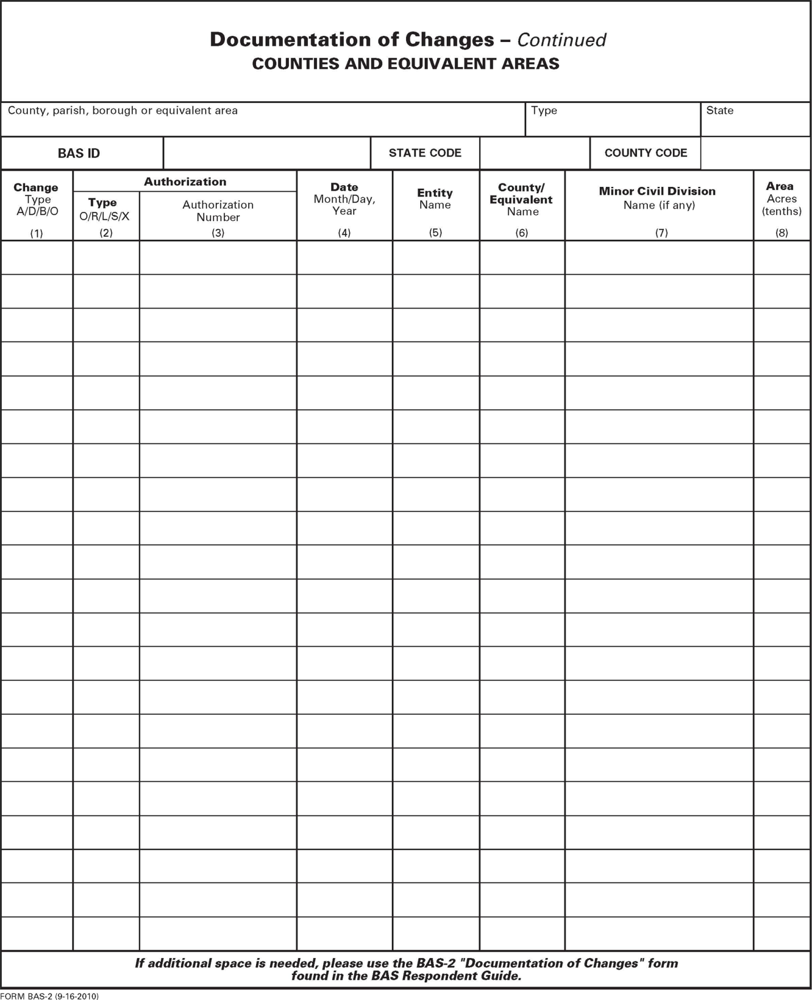 Documentation of Changes – Continued
COUNTIES AND EQUIVALENT AREAS
County, parish, borough or equivalent area
Type
State
BAS ID
STATE CODE
COUNTY CODE
Change
Type
A/D/B/O
(1)
Authorization
Type
O/R/L/S/X
(2)
Authorization
Number
(3)
Date
Month/Day,
Year
(4)
Entity
Name
(5)
County/
Equivalent
Name
(6)
Minor Civil Division
Name (if any)
(7)
Area
Acres
(tenths)
(8)
If additional space is needed, please use the BAS-2 "Documentation of Changes" form
found in the BAS Respondent Guide.
FORM BAS-2 (9-16-2010)